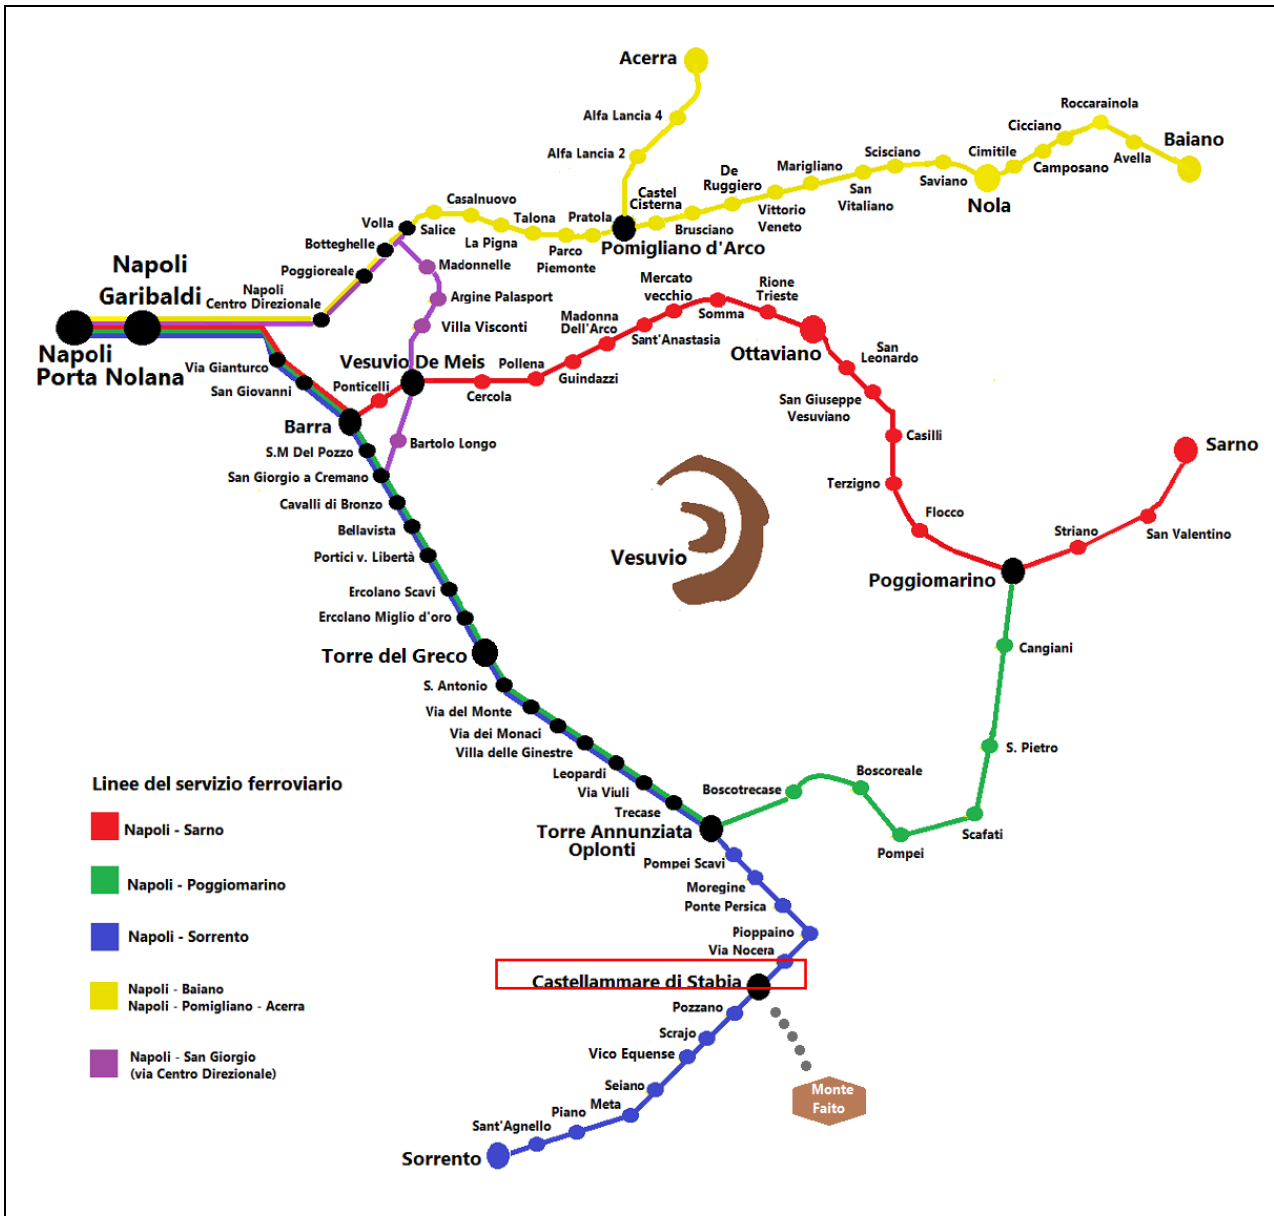 Acerra
Alfa Lancia 4
Alfa Lancia 2
Roccarainola
Cicciano
Baiano
Cimitile
Avella
Camposano
Scisciano
Saviano
Nola
Marigliano
San
Vitaliano
De
Ruggiero
Vittorio
Veneto
Castel
Cisterna
Brusciano
Pomigliano d'Arco
Pratola
Parco
Piemonte
Talona
La Pigna
Casalnuovo
Salice
Volla
Botteghelle
Poggioreale
Napoli
Centro Direzionale
Napoli
Garibaldi
Napoli
Porta Nolana
Madonnelle
Argine Palasport
Villa Visconti
Vesuvio De Meis
Bartolo Longo
Via Gianturco
San Giovanni
Barra
Ponticelli
Cercola
Pollena
Guindazzi
Madonna
Dell'Arco
Sant'Anastasia
Mercato
vecchio
Somma
Rione
Trieste
Ottaviano
San
Leonardo
San Giuseppe
Vesuviano
Casilli
Terzigno
Flocco
Poggiomarino
Striano
San Valentino
Sarno
Vesuvio
S.M Del Pozzo
San Giorgio a Cremano
Cavalli di Bronzo
Bellavista
Portici v. Libertà
Ercolano Scavi
Ercolano Miglio d'oro
Torre del Greco
S. Antonio
Via del Monte
Via dei Monaci
Villa delle Ginestre
Leopardi
Via Viuli
Trecase
Torre Annunziata
Oplonti
Boscotrecase
Boscoreale
Pompei
Scafati
S. Pietro
Cangiani
Pompei Scavi
Moregine
Ponte Persica
Pioppaino
Via Nocera
Castellammare di Stabia
Pozzano
Scrajo
Vico Equense
Seiano
Meta
Piano
Sant'Agnello
Sorrento
Monte
Faito
Linee del servizio ferroviario
Napoli - Sarno
Napoli - Poggiomarino
Napoli - Sorrento
Napoli - Baiano
Napoli - Pomigliano - Acerra
Napoli - San Giorgio
(via Centro Direzionale)